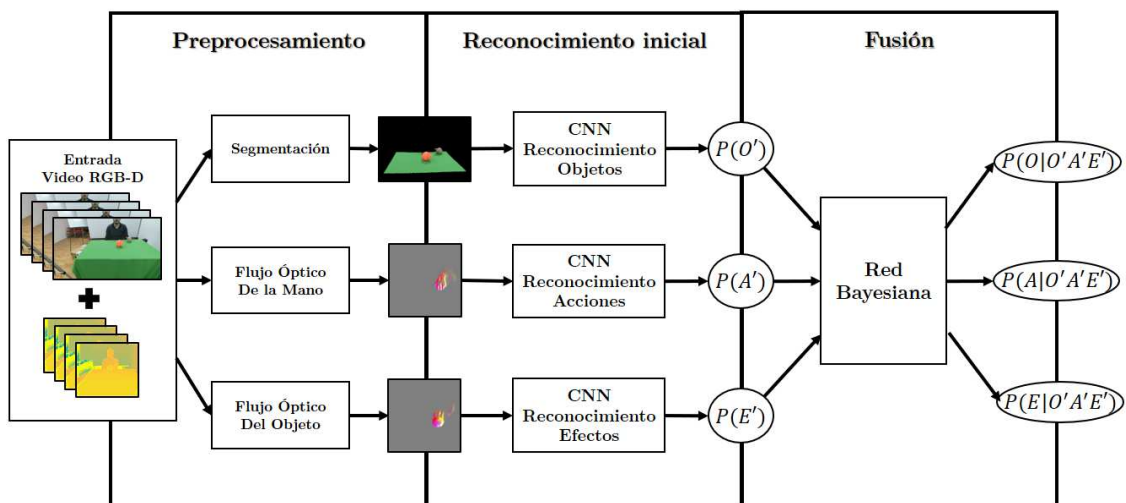 Preprocesamiento
Reconocimiento inicial
Fusión
Entrada
Video RGB-D
Segmentación
CNN
Reconocimiento
Objetos
P(O')
P(O|O'A'E')
Flujo Óptico
De la Mano
CNN
Reconocimiento
Acciones
P(A')
Red
Bayesiana
P(A|O'A'E')
Flujo Óptico
Del Objeto
CNN
Reconocimiento
Efectos
P(E')
P(E|O'A'E')